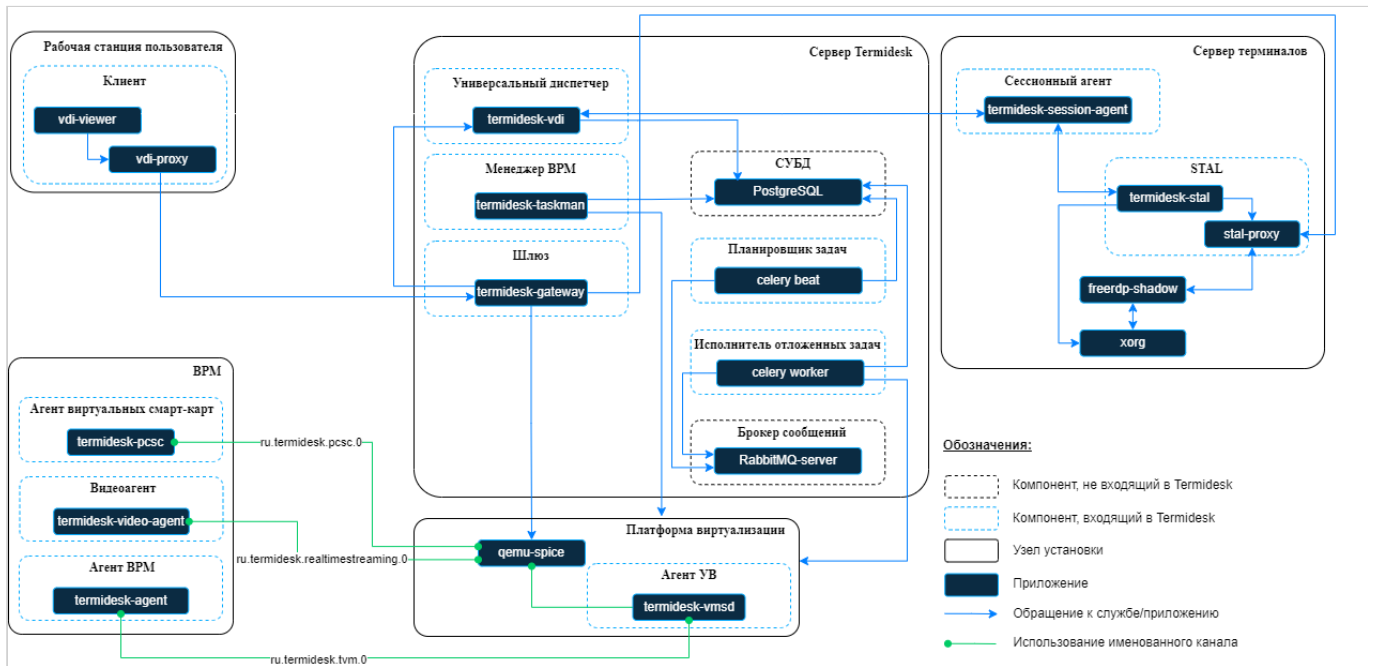 Рабочая станция пользователя
Клиент
vdi-viewer
vdi-proxy
Сервер Termidesk
Универсальный диспетчер
termidesk-vdi
Менеджер ВРМ
termidesk-taskman
Шлюз
termidesk-gateway
СУБД
PostgreSQL
Планировщик задач
celery beat
Исполнитель отложенных задач
celery worker
Брокер сообщений
RabbitMQ-server
Сервер терминалов
Сессионный агент
termidesk-session-agent
STAL
termidesk-stal
stal-proxy
freerdp-shadow
xorg
ВРМ
Агент виртуальных смарт-карт
termidesk-pcsc
Видеоагент
termidesk-video-agent
Агент ВРМ
termidesk-agent
ru.termidesk.pcsc.0
ru.termidesk.realtimestreaming.0
ru.termidesk.tvm.0
Платформа виртуализации
qemu-spice
Агент УВ
termidesk-vmsd
Обозначения:
Компонент, не входящий в Termidesk
Компонент, входящий в Termidesk
Узел установки
Приложение
Обращение к службе/приложению
Использование именованного канала